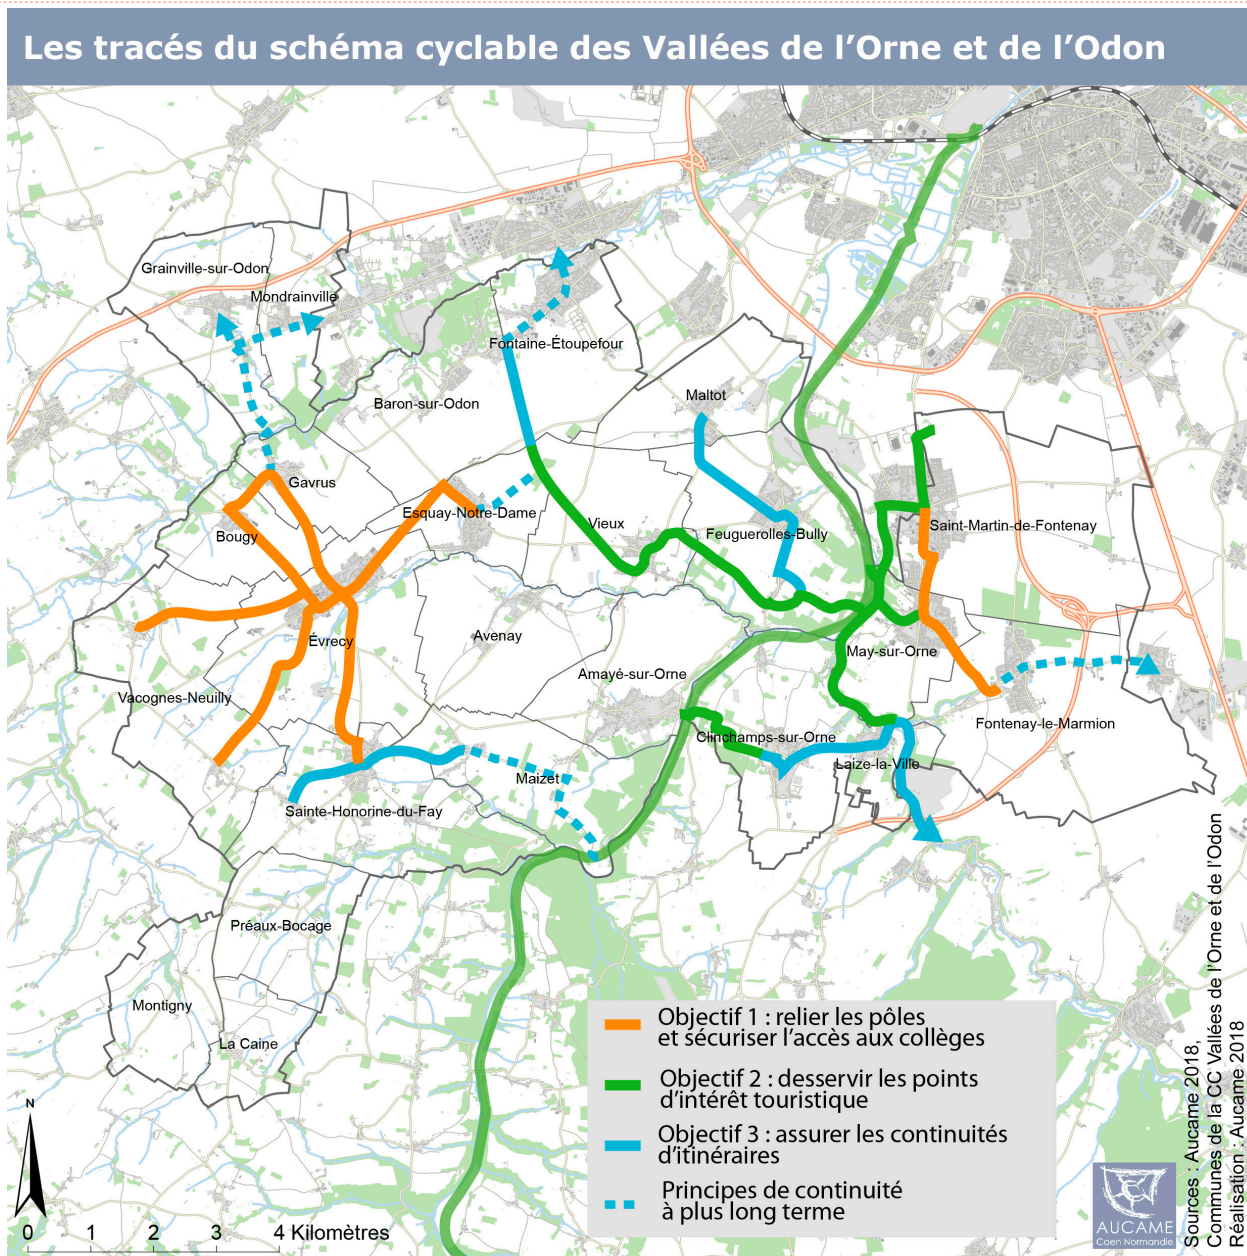 Les tracés du schéma cyclable des Vallées de l'Orne et de l'Odon
Grainville-sur-Odon
Mondrainville
Fontaine-Étoupefour
Maltot
Baron-sur-Odon
Gavrus
Esquay-Notre-Dame
Vieux
Saint-Martin-de-Fontenay
Bougy
Feuguerolles-Bully
Évrecy
Avenay
May-sur-Orne
Amayé-sur-Orne
Vacognes-Neuilly
Fontenay-le-Marmion
Clinchamps-sur-Orne
Laize-la-Ville
Maizet
Sainte-Honorine-du-Fay
Préaux-Bocage
Montigny
La Caine
Objectif 1 : relier les pôles
et sécuriser l'accès aux collèges
Objectif 2 : desservir les points
d'intérêt touristique
Objectif 3 : assurer les continuités
d'itinéraires
Principes de continuité
à plus long terme
N
0 1 2 3 4 Kilomètres
AUCAME
Caen Normandie
Sources : Aucame 2018,
Communes de la CC Vallées de l'Orne et de l'Odon
Réalisation : Aucame 2018